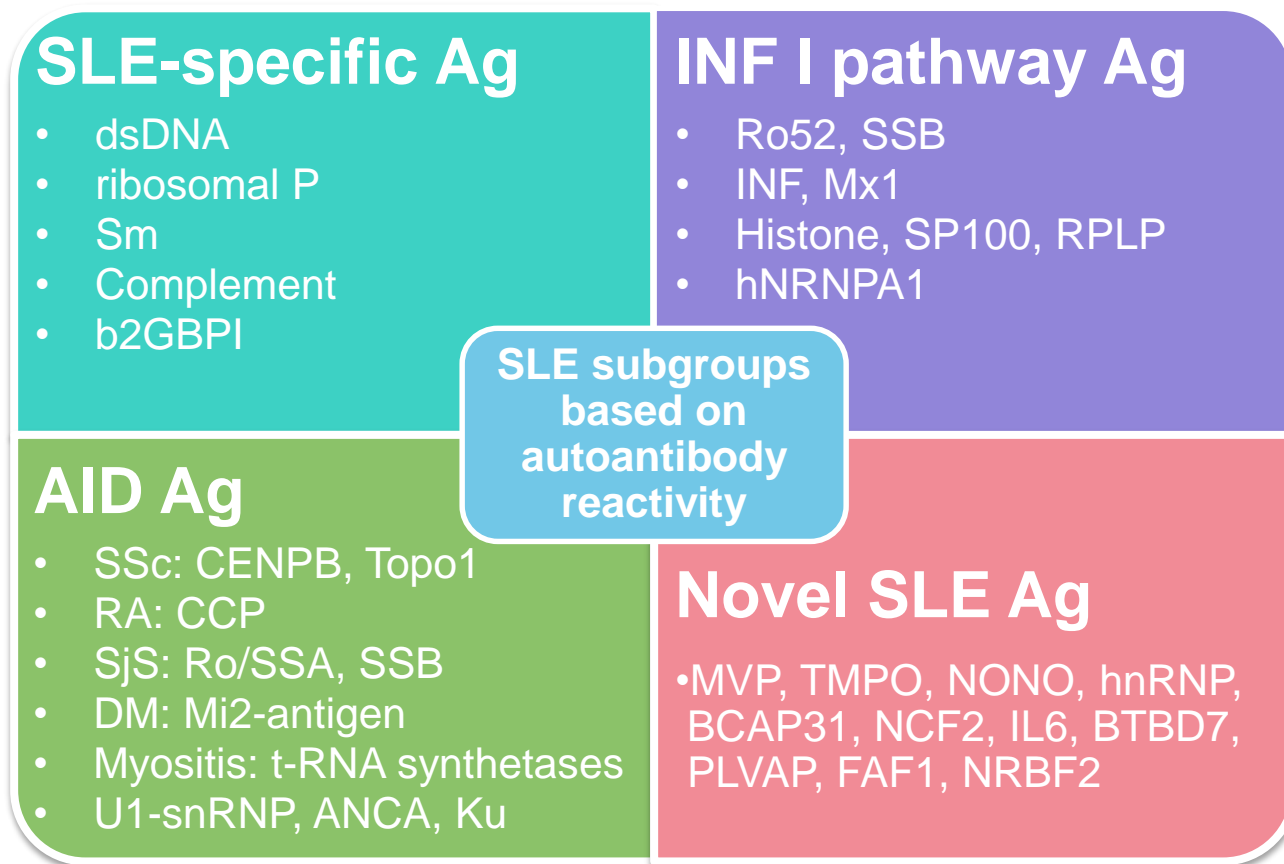 SLE-specific Ag
• dsDNA
• ribosomal P
• Sm
• Complement
• b2GBPI
INF I pathway Ag
• Ro52, SSB
• INF, Mx1
• Histone, SP100, RPLP
• hNRNPA1
SLE subgroups
based on
autoantibody
reactivity
AID Ag
• SSc: CENPB, Topo1
• RA: CCP
• SjS: Ro/SSA, SSB
• DM: Mi2-antigen
• Myositis: t-RNA synthetases
• U1-snRNP, ANCA, Ku
Novel SLE Ag
•MVP, TMPO, NONO, hnRNP,
BCAP31, NCF2, IL6, BTBD7,
PLVAP, FAF1, NRBF2